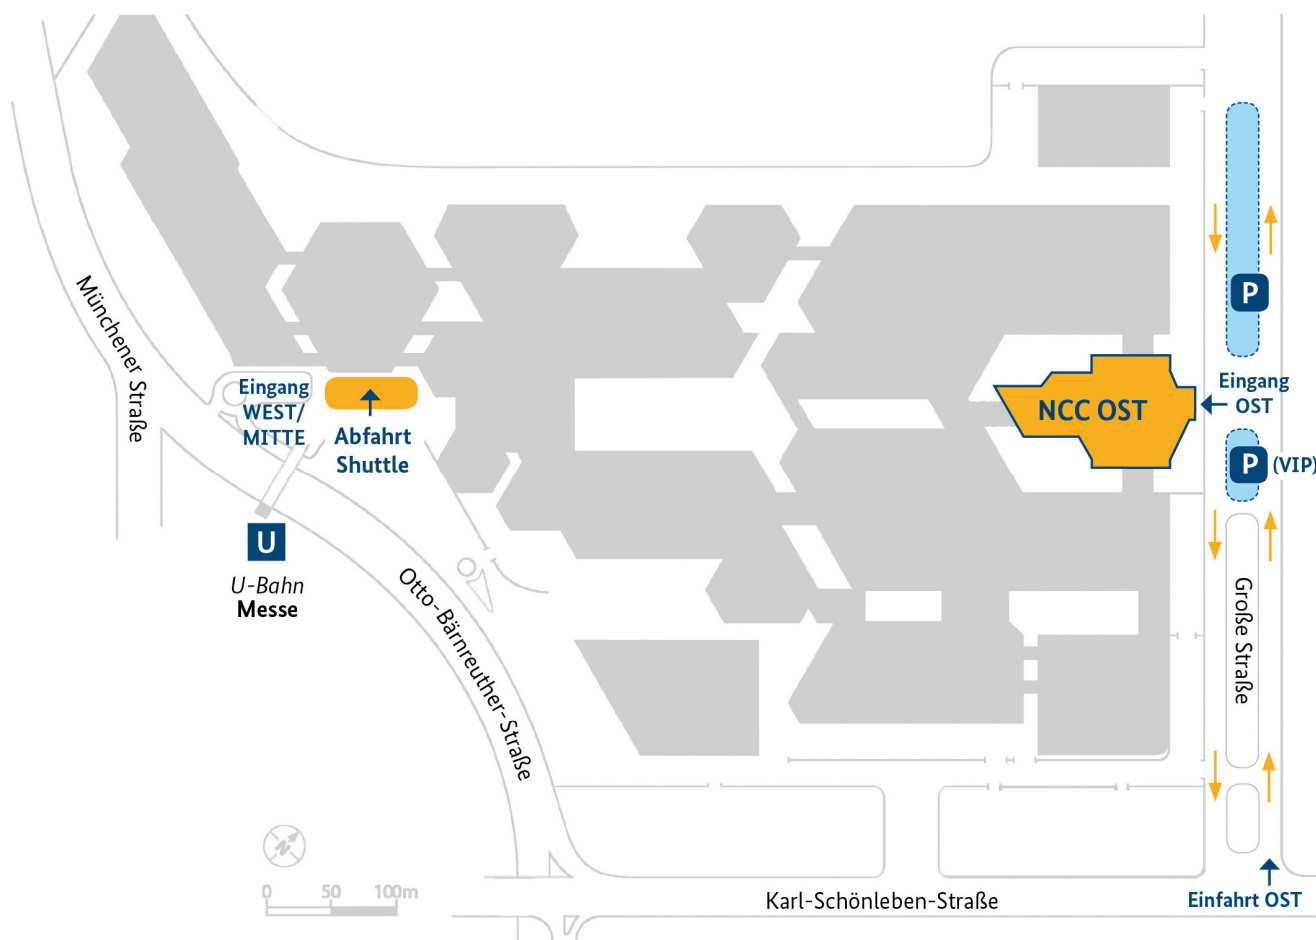 Münchener Straße
Eingang
WEST/
MITTE
Abfahrt
Shuttle
NCC OST
P
Eingang
OST
P (VIP)
U
U-Bahn
Messe
Otto-Bärnreuther-Straße
Große Straße
N
0 50 100m
Karl-Schönleben-Straße
Einfahrt OST